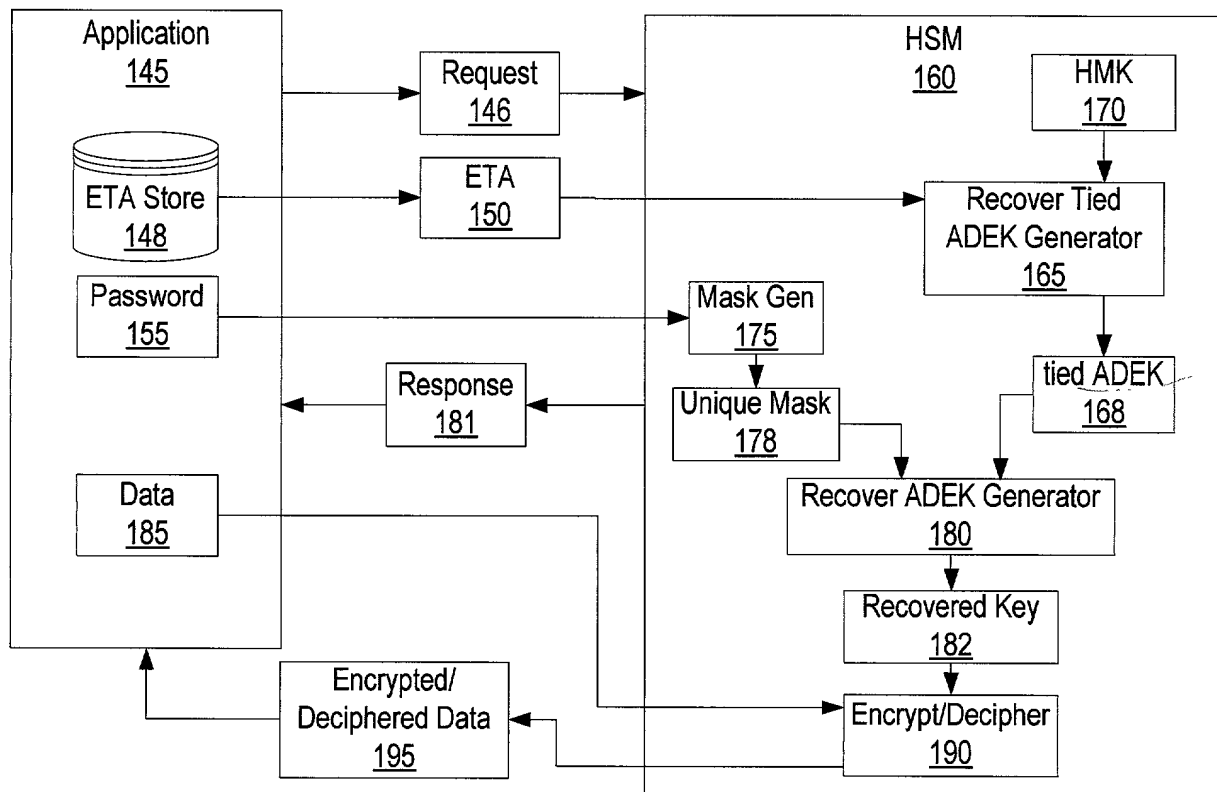 Application
145
Request
146
HSM
160
HMK
170
ETA Store
148
ETA
150
Recover Tied
ADEK Generator
165
Password
155
Mask Gen
175
tied ADEK
168
Response
181
Unique Mask
178
Data
185
Recover ADEK Generator
180
Recovered Key
182
Encrypted/
Deciphered Data
195
Encrypt/Decipher
190